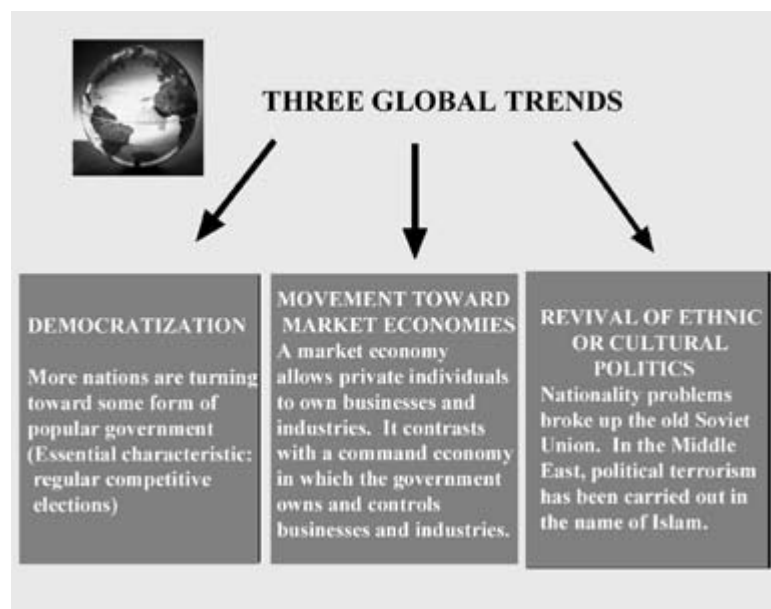 THREE GLOBAL TRENDS
DEMOCRATIZATION
More nations are turning
toward some form of
popular government
(Essential characteristic:
regular competitive
elections)
MOVEMENT TOWARD
MARKET ECONOMIES
A market economy
allows private individuals
to own businesses and
industries. It contrasts
with a command economy
in which the government
owns and controls
businesses and industries.
REVIVAL OF ETHNIC
OR CULTURAL
POLITICS
Nationality problems
broke up the old Soviet
Union. In the Middle
East, political terrorism
has been carried out in
the name of Islam.